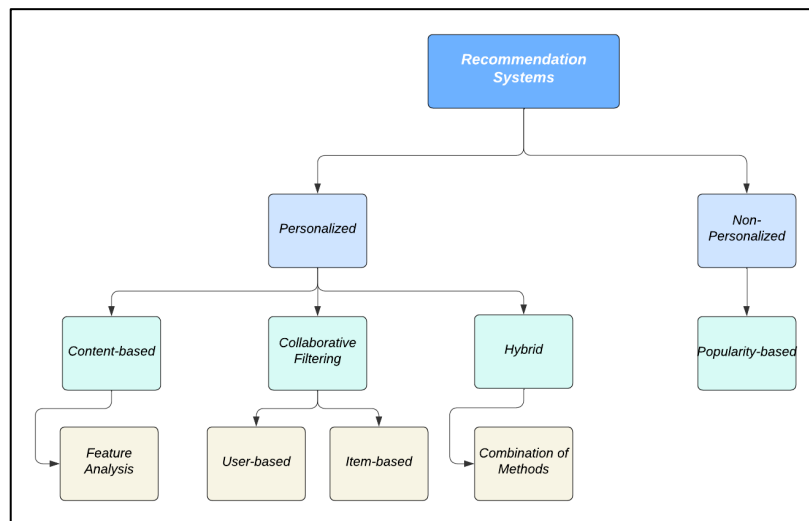 Recommendation
Systems
Personalized
Non-
Personalized
Content-based
Collaborative
Filtering
Hybrid
Popularity-based
Feature
Analysis
User-based
Item-based
Combination of
Methods